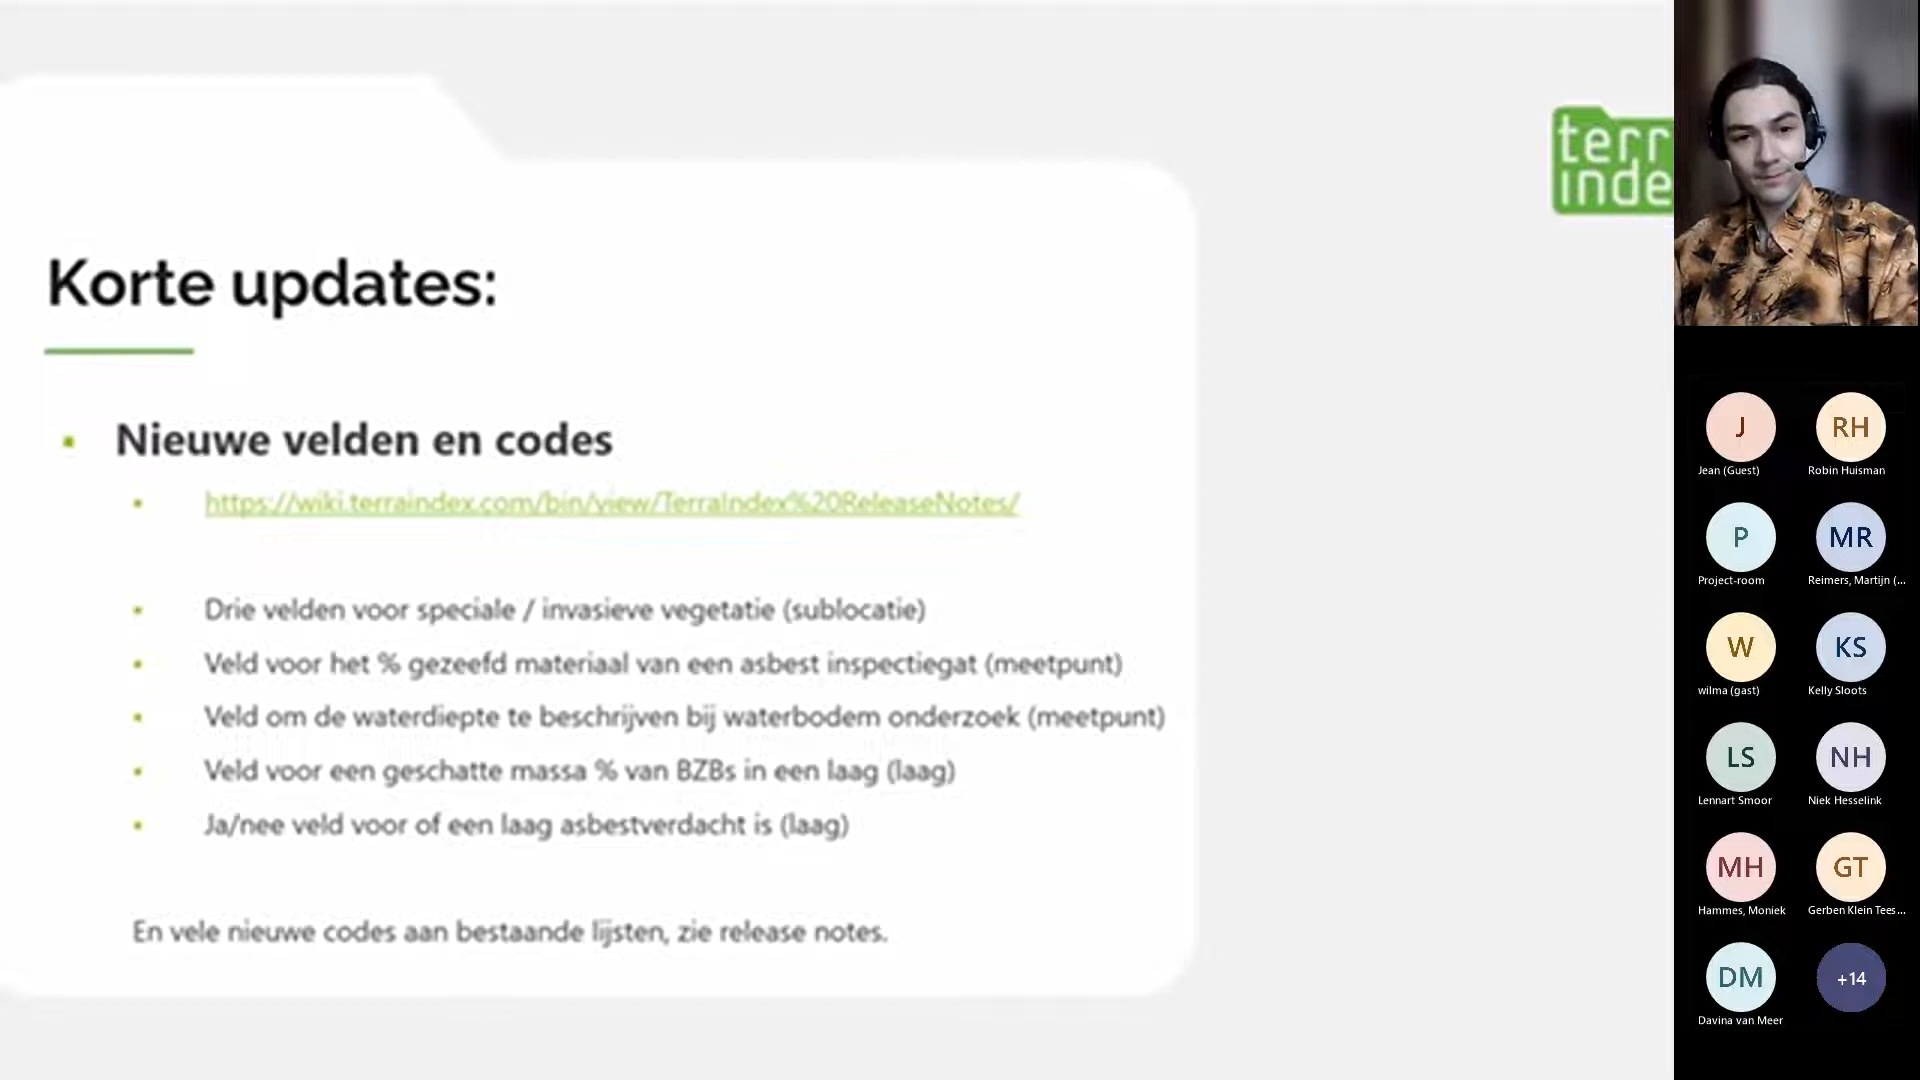 terr
inde
Korte updates:
Nieuwe velden en codes
https://wiki.terraindex.com/bin/view/TerraIndex%20ReleaseNotes/
Drie velden voor speciale / invasieve vegetatie (sublocatie)
Veld voor het % gezeefd materiaal van een asbest inspectiegat (meetpunt)
Veld om de waterdiepte te beschrijven bij waterbodem onderzoek (meetpunt)
Veld voor een geschatte massa % van BZBs in een laag (laag)
Ja/nee veld voor of een laag asbestverdacht is (laag)
En vele nieuwe codes aan bestaande lijsten, zie release notes.
J
RH
Jean (Guest)
Robin Huisman
P
MR
Project-room
Reimers, Martijn (...
W
KS
wilma (gast)
Kelly Sloots
LS
NH
Lennart Smoor
Niek Hesselink
MH
GT
Hammes, Moniek
Gerben Klein Tees...
DM
+14
Davina van Meer